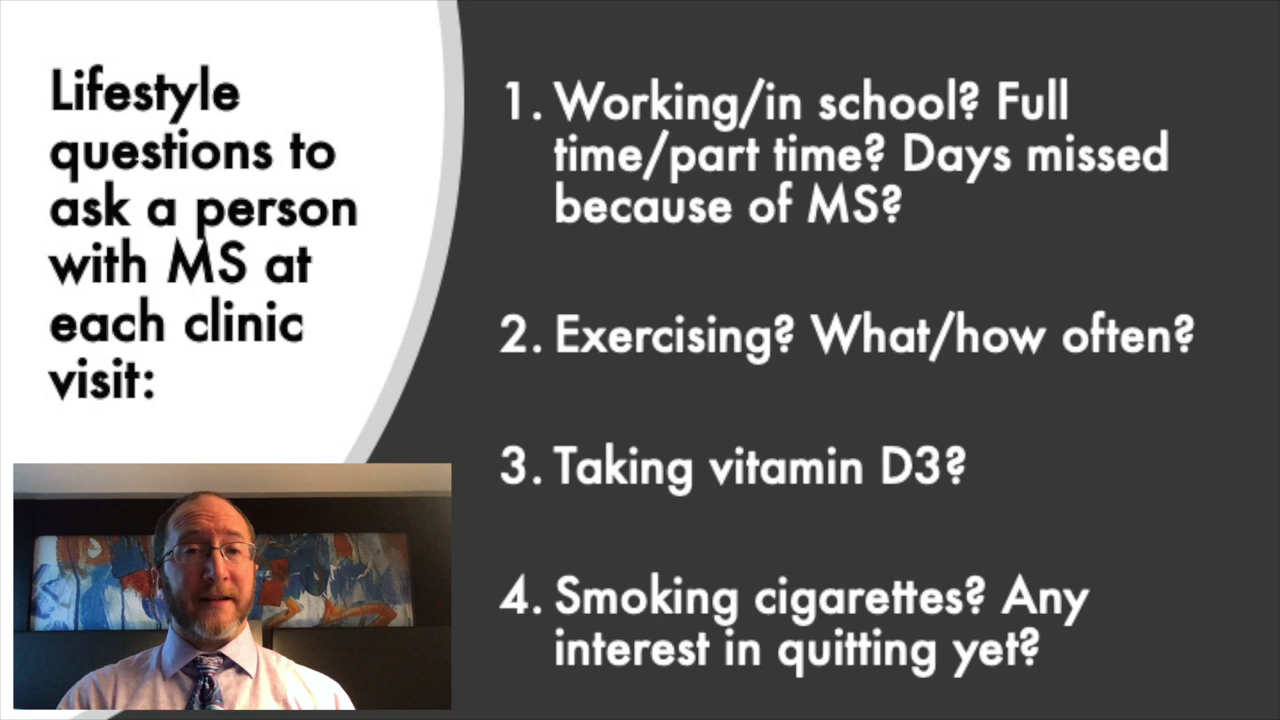 Lifestyle
questions to
ask a person
with MS at
each clinic
visit:
1. Working/in school? Full
time/part time? Days missed
because of MS?
2. Exercising? What/how often?
3. Taking vitamin D3?
4. Smoking cigarettes? Any
interest in quitting yet?